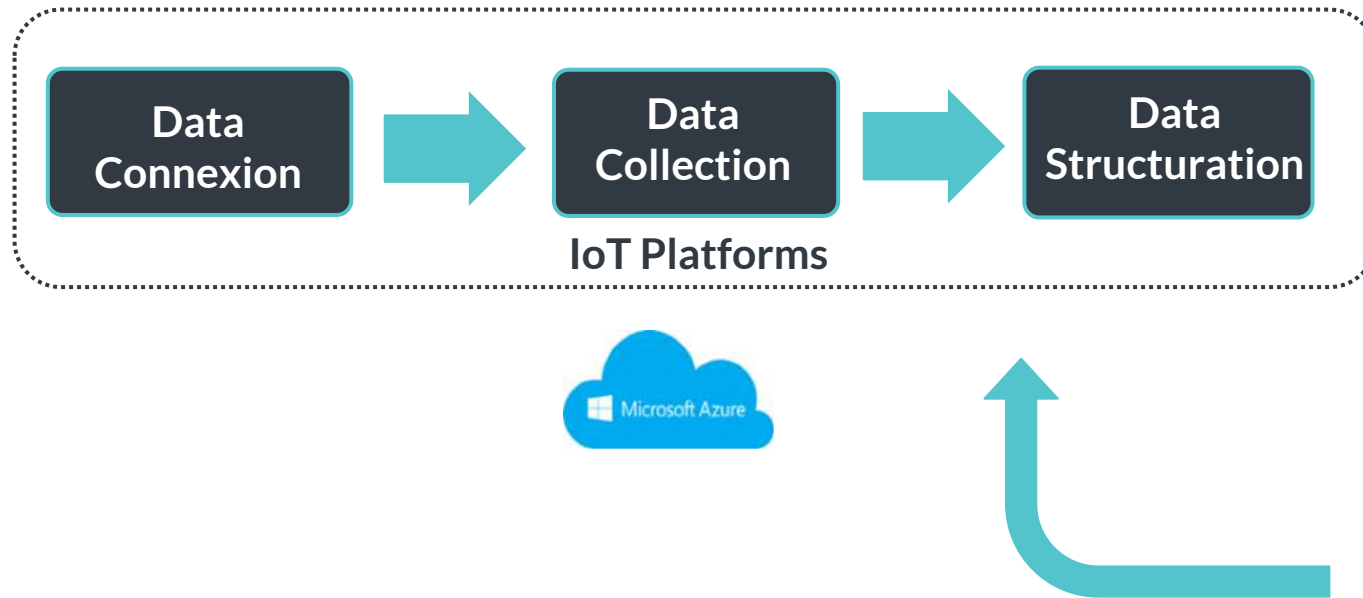 Data
Connexion
Data
Collection
Data
Structuration
IoT Platforms
Microsoft Azure